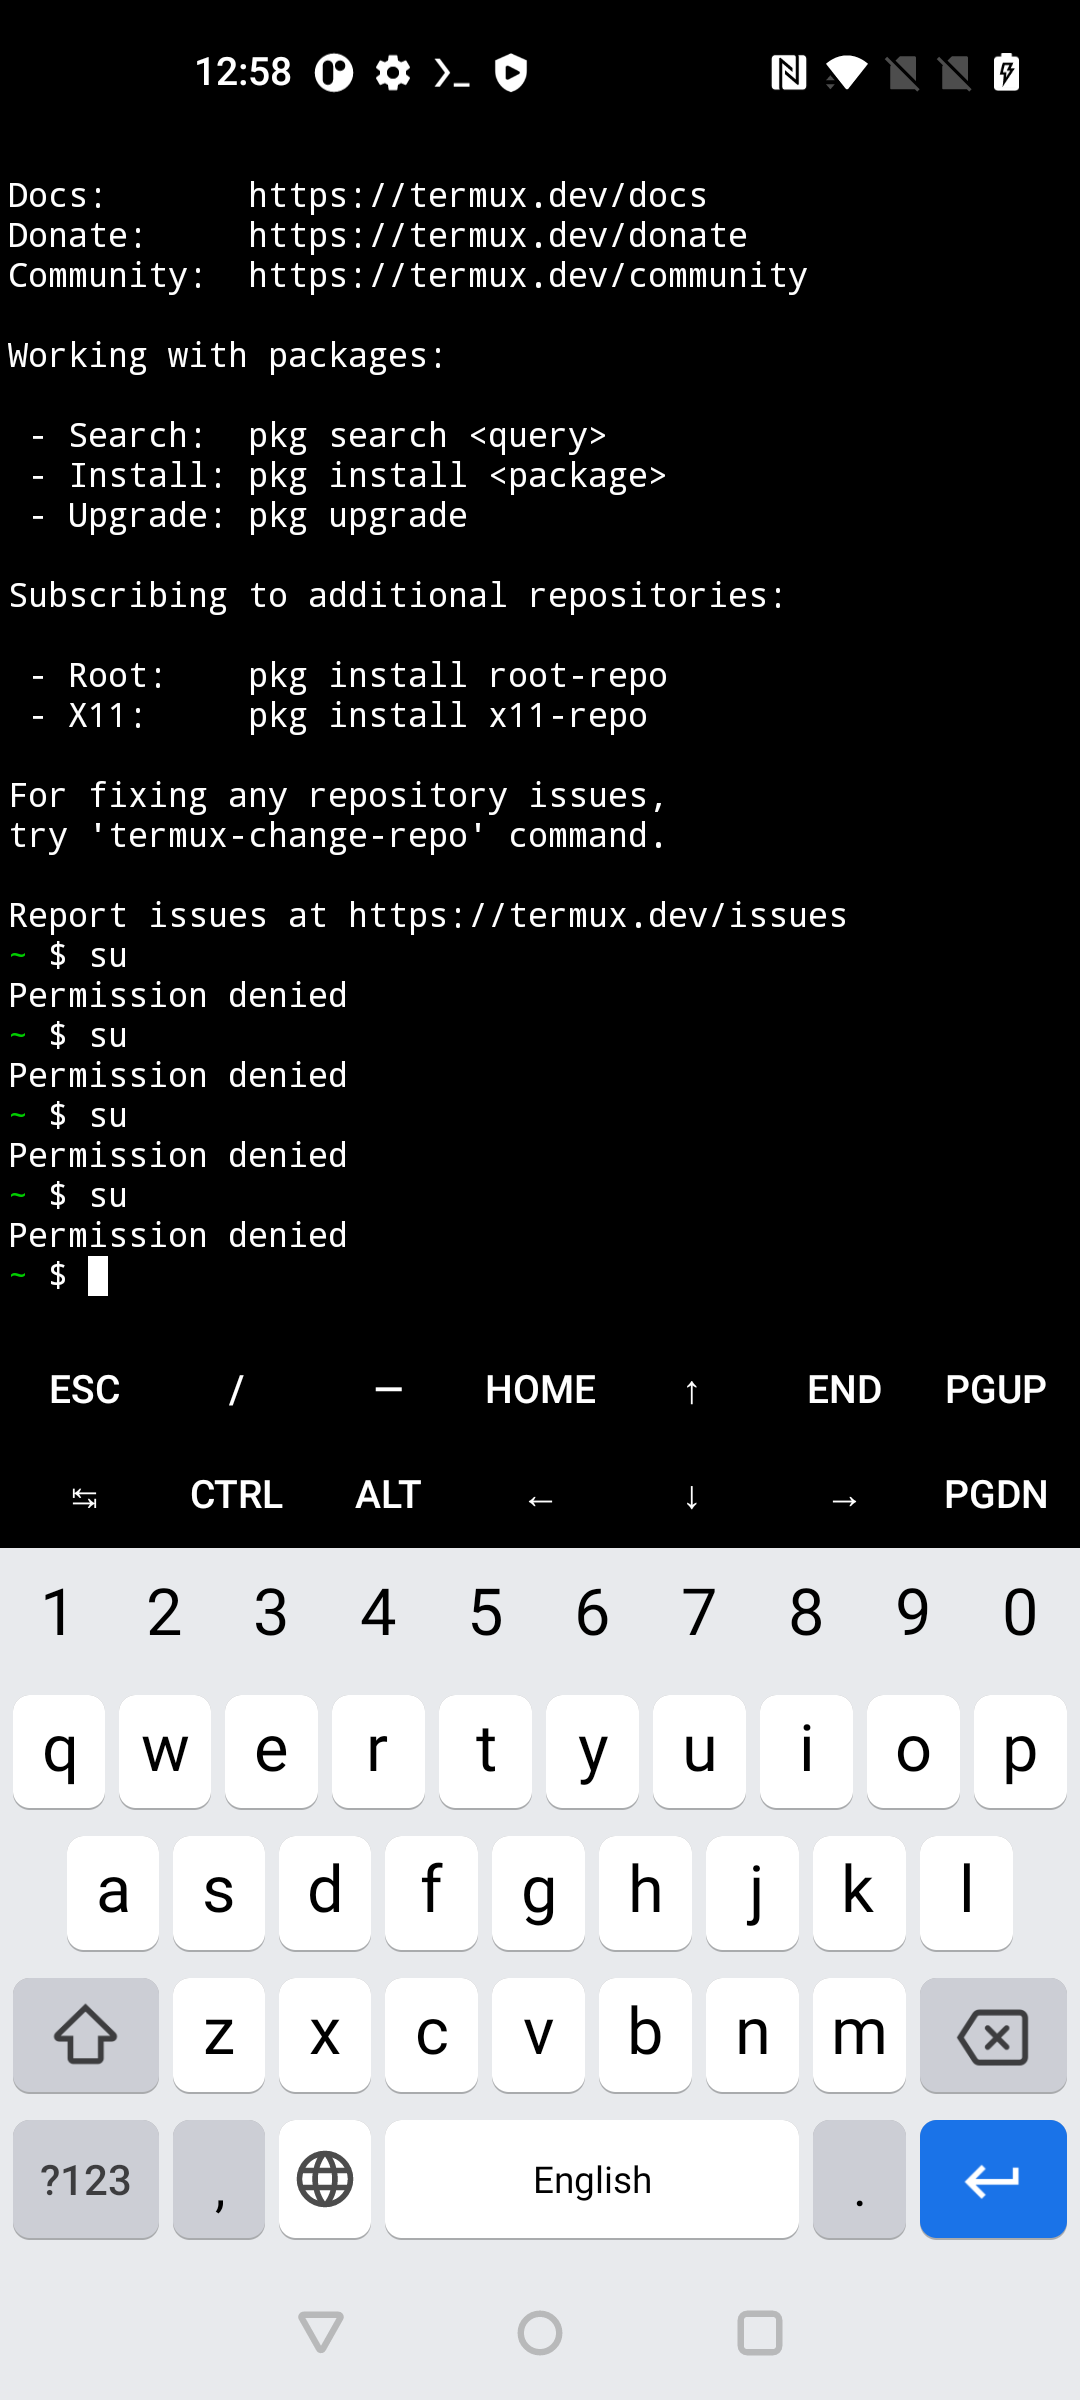 12:58
Docs: https://termux.dev/docs
Donate: https://termux.dev/donate
Community: https://termux.dev/community
Working with packages:
- Search: pkg search <query>
- Install: pkg install <package>
- Upgrade: pkg upgrade
Subscribing to additional repositories:
- Root: pkg install root-repo
- X11: pkg install x11-repo
For fixing any repository issues,
try 'termux-change-repo' command.
Report issues at https://termux.dev/issues
~ $ su
Permission denied
~ $ su
Permission denied
~ $ su
Permission denied
~ $ su
Permission denied
~ $
ESC / — HOME ↑ END PGUP
↹ CTRL ALT ← ↓ → PGDN
1 2 3 4 5 6 7 8 9 0
q w e r t y u i o p
a s d f g h j k l
z x c v b n m
?123 , English .